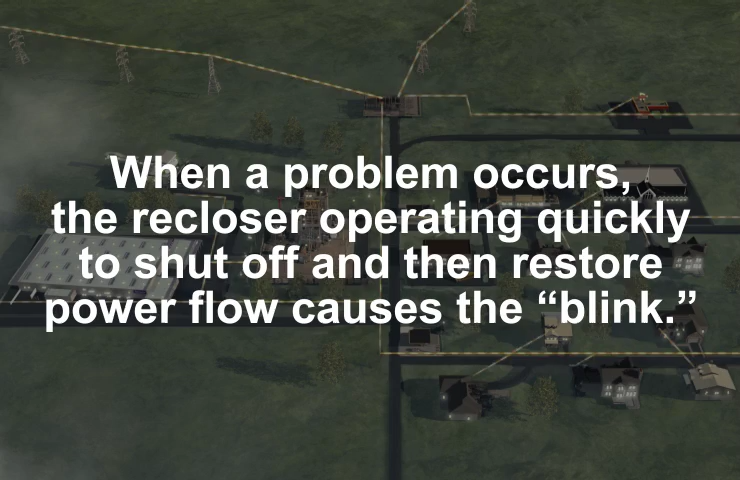 When a problem occurs,
the recloser operating quickly
to shut off and then restore
power flow causes the “blink.”